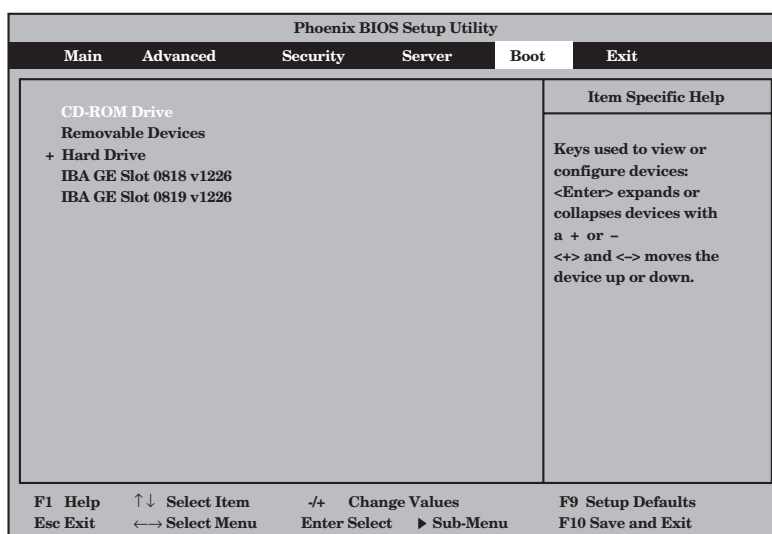 Phoenix BIOS Setup Utility
Main Advanced Security Server Boot Exit
CD-ROM Drive
Removable Devices
+ Hard Drive
IBA GE Slot 0818 v1226
IBA GE Slot 0819 v1226
Item Specific Help
Keys used to view or
configure devices:
<Enter> expands or
collapses devices with
a + or –
<+> and <–> moves the
device up or down.
F1 Help ↑↓ Select Item -/+ Change Values F9 Setup Defaults
Esc Exit ←→ Select Menu Enter Select ▶ Sub-Menu F10 Save and Exit